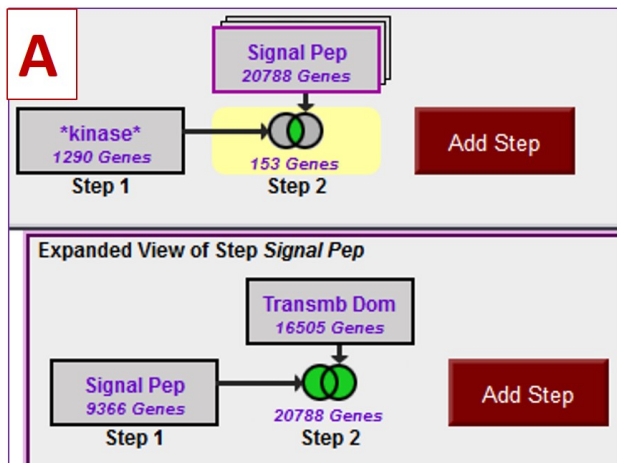 A
Signal Pep
20788 Genes
*kinase*
1290 Genes
Step 1
153 Genes
Step 2
Add Step
Expanded View of Step Signal Pep
Transmb Dom
16505 Genes
Signal Pep
9366 Genes
Step 1
20788 Genes
Step 2
Add Step